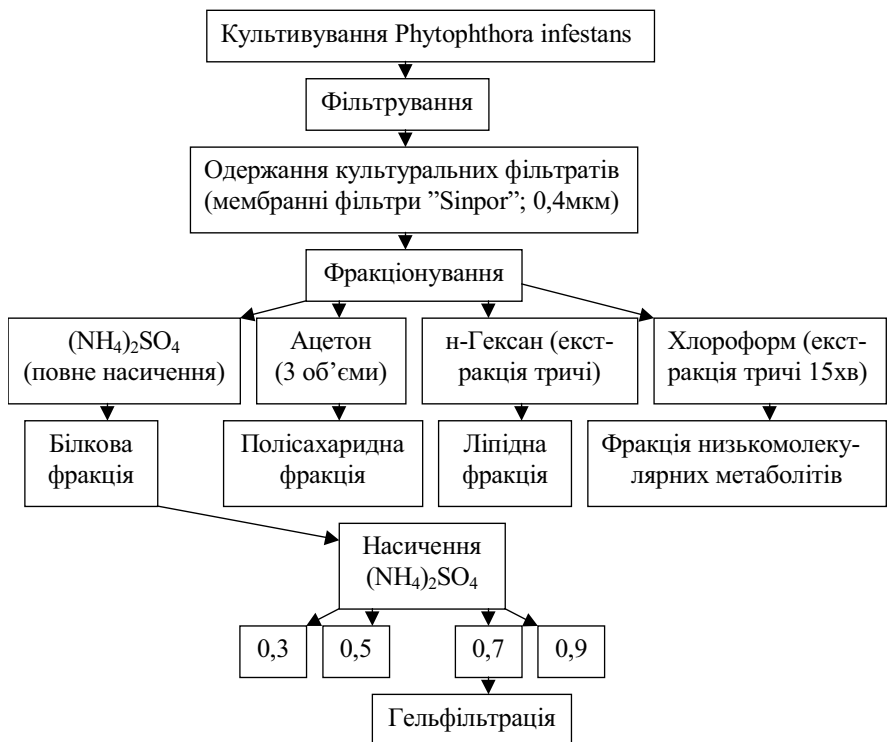 Культивування Phytophthora infestans
Фільтрування
Одержання культуральних фільтратів
(мембранні фільтри ”Sinpor”; 0,4мкм)
Фракціонування
(NH₄)₂SO₄
(повне насичення)
Ацетон
(3 об’єми)
н-Гексан (екст-
ракція тричі)
Хлороформ (екст-
ракція тричі 15хв)
Білкова
фракція
Полісахаридна
фракція
Ліпідна
фракція
Фракція низькомолеку-
лярних метаболітів
Насичення
(NH₄)₂SO₄
0,3
0,5
0,7
0,9
Гельфільтрація